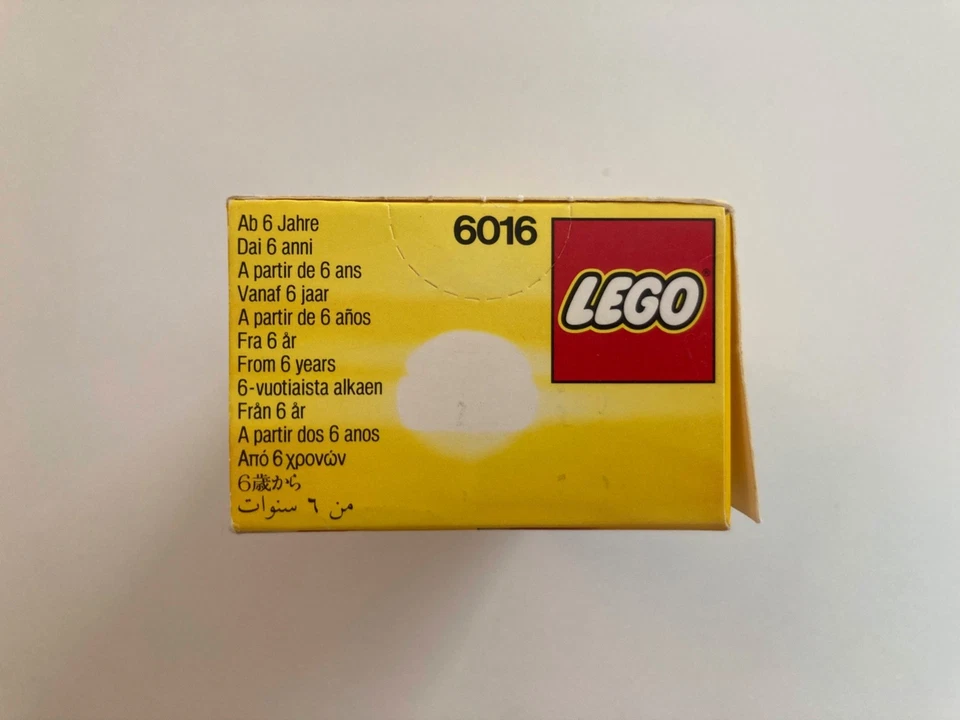 Ab 6 Jahre
Dai 6 anni
A partir de 6 ans
Vanaf 6 jaar
A partir de 6 años
Fra 6 år
From 6 years
6-vuotiaista alkaen
Från 6 år
A partir dos 6 anos
Από 6 χρονών
6歳から
من ٦ سنوات
6016
LEGO®